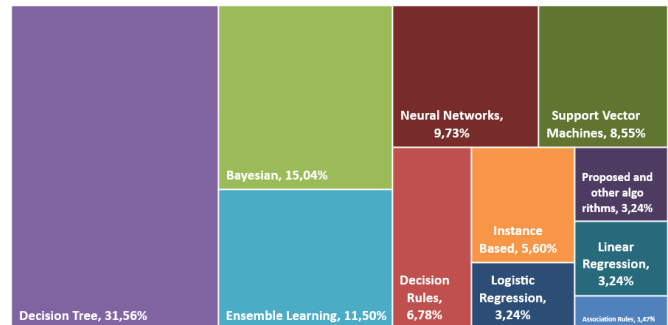 Decision Tree, 31,56%
Bayesian, 15,04%
Ensemble Learning, 11,50%
Neural Networks,
9,73%
Support Vector
Machines, 8,55%
Decision
Rules,
6,78%
Instance
Based, 5,60%
Logistic
Regression,
3,24%
Proposed and
other algo
rithms, 3,24%
Linear
Regression,
3,24%
Association Rules, 1,47%